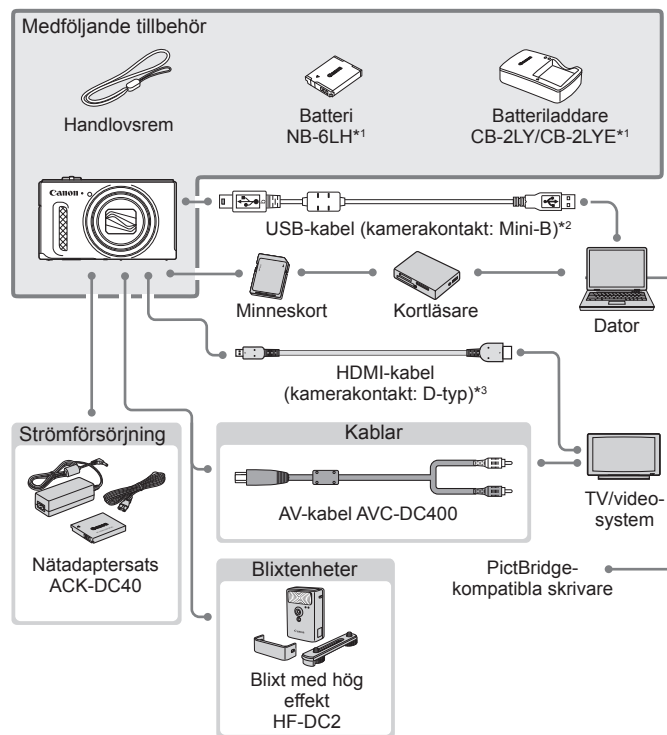 Medföljande tillbehör
Handlovsrem
Batteri
NB-6LH*1
Batteriladdare
CB-2LY/CB-2LYE*1
Canon
USB-kabel (kamerakontakt: Mini-B)*2
Minneskort
Kortläsare
Dator
HDMI-kabel
(kamerakontakt: D-typ)*3
Strömförsörjning
Nätadaptersats
ACK-DC40
Kablar
AV-kabel AVC-DC400
TV/video-
system
Blixtenheter
Blixt med hög
effekt
HF-DC2
PictBridge-
kompatibla skrivare